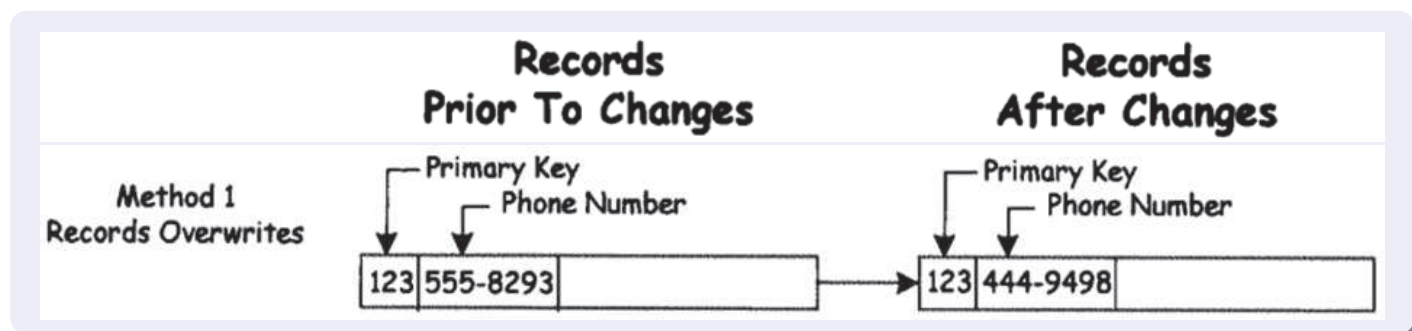 Records
Prior To Changes
Records
After Changes
Method 1
Records Overwrites
Primary Key
Phone Number
123 555-8293
Primary Key
Phone Number
123 444-9498